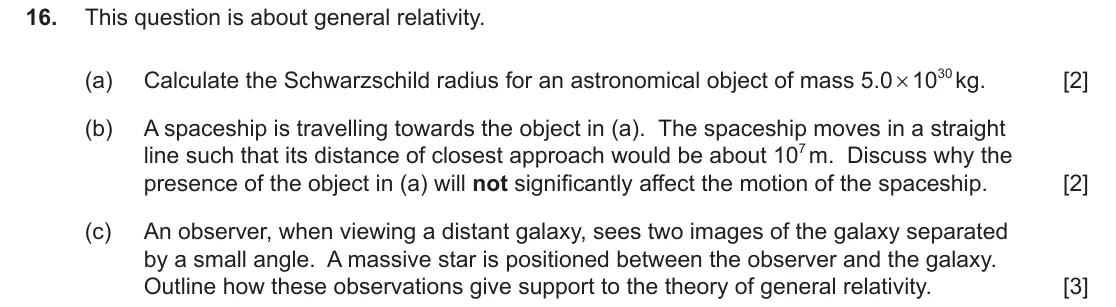 16. This question is about general relativity.
(a) Calculate the Schwarzschild radius for an astronomical object of mass 5.0 × 10³⁰ kg. [2]
(b) A spaceship is travelling towards the object in (a). The spaceship moves in a straight
line such that its distance of closest approach would be about 10⁷ m. Discuss why the
presence of the object in (a) will not significantly affect the motion of the spaceship. [2]
(c) An observer, when viewing a distant galaxy, sees two images of the galaxy separated
by a small angle. A massive star is positioned between the observer and the galaxy.
Outline how these observations give support to the theory of general relativity. [3]